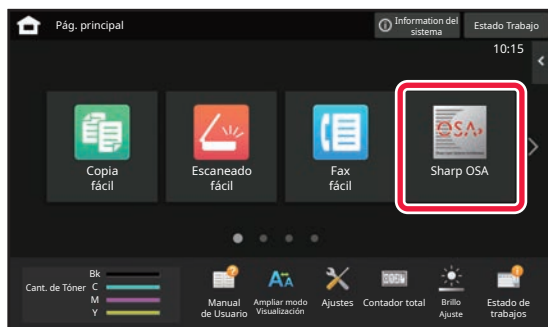 Pág. principal
Information del
sistema
Estado Trabajo
10:15
Copia
fácil
Escaneado
fácil
Fax
fácil
OSA
Sharp OSA
Cant. de Tóner
Bk
C
M
Y
Manual
de Usuario
Ampliar modo
Visualización
Ajustes
Contador total
Brillo
Ajuste
Estado de
trabajos